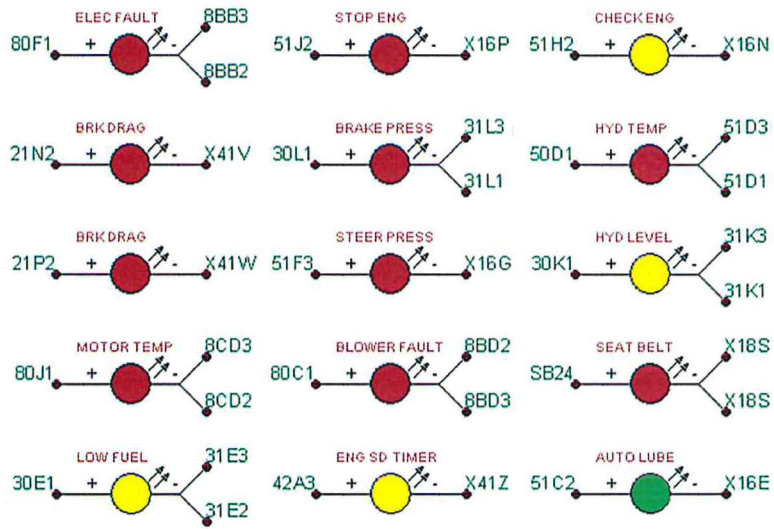 ELEC FAULT 8BB3 STOP ENG CHECK ENG
80F1 + - 51J2 + - X16P 51H2 + - X16N
8BB2
BRK DRAG BRAKE PRESS 31L3 HYD TEMP 51D3
21N2 + - X41V 30L1 + - 50D1 + -
31L1 51D1
BRK DRAG STEER PRESS HYD LEVEL 31K3
21P2 + - X41W 51F3 + - X16G 30K1 + -
31K1
MOTOR TEMP 8CD3 BLOWER FAULT 8BD2 SEAT BELT X18S
80J1 + - 80C1 + - SB24 + -
8CD2 8BD3 X18S
LOW FUEL 31E3 ENG SD TIMER AUTO LUBE
30E1 + - 42A3 + - X41Z 51C2 + - X16E
31E2